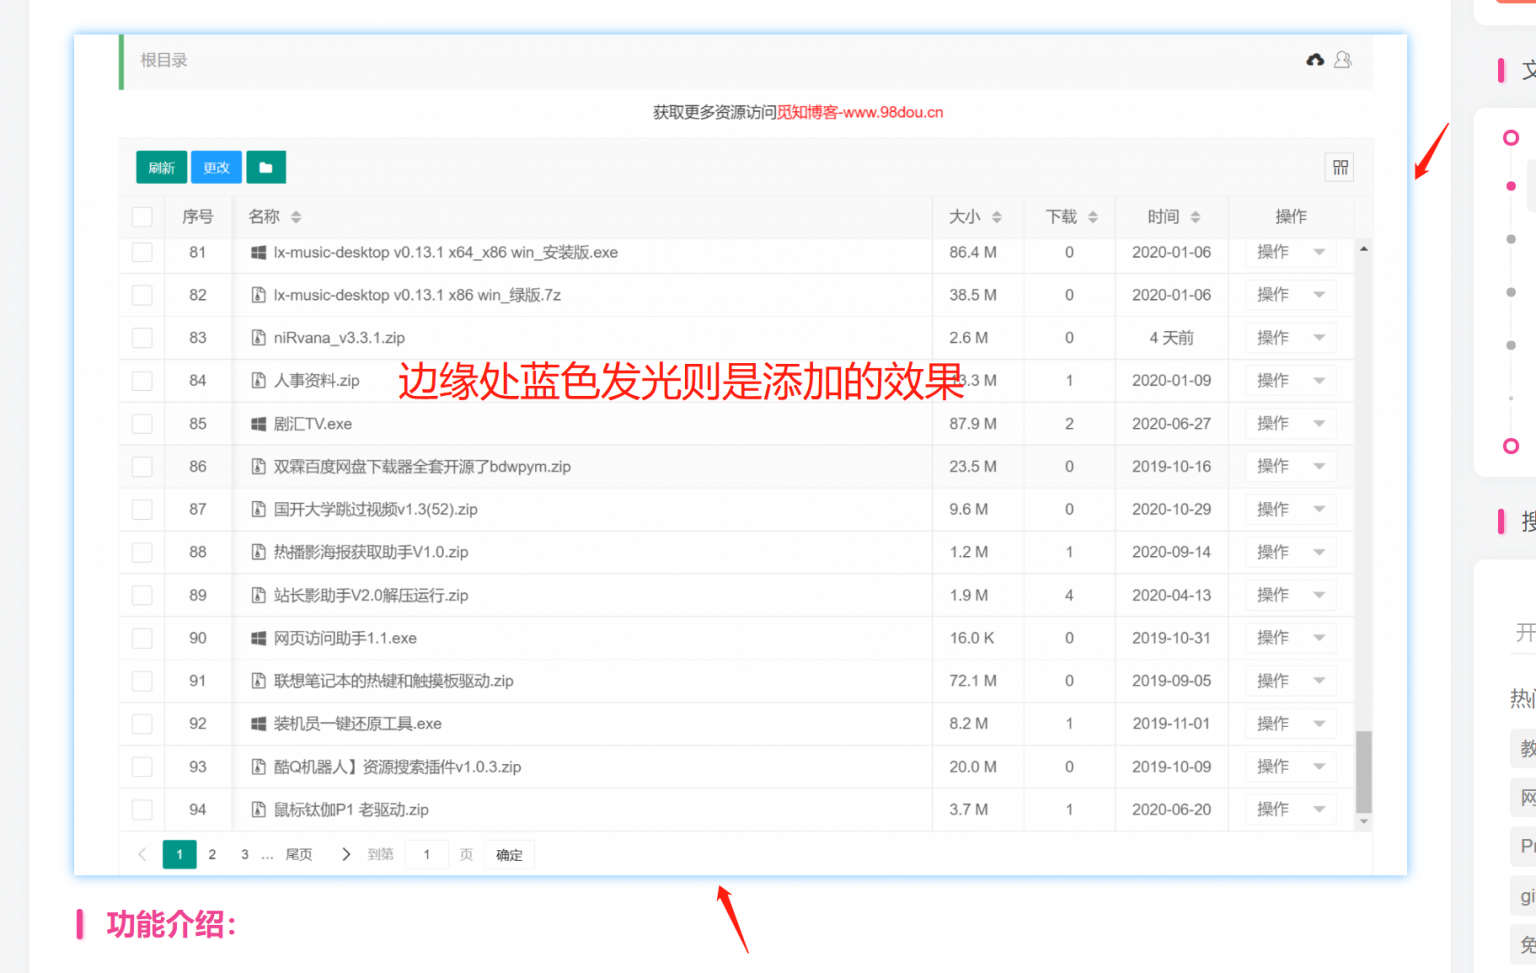 根目录
获取更多资源访问觅知博客-www.98dou.cn
刷新 更改
序号 名称 大小 下载 时间 操作
81 lx-music-desktop v0.13.1 x64_x86 win_安装版.exe 86.4 M 0 2020-01-06 操作
82 lx-music-desktop v0.13.1 x86 win_绿版.7z 38.5 M 0 2020-01-06 操作
83 niRvana_v3.3.1.zip 2.6 M 0 4 天前 操作
84 人事资料.zip 13.3 M 1 2020-01-09 操作
边缘处蓝色发光则是添加的效果
85 剧汇TV.exe 87.9 M 2 2020-06-27 操作
86 双霖百度网盘下载器全套开源了bdwpym.zip 23.5 M 0 2019-10-16 操作
87 国开大学跳过视频v1.3(52).zip 9.6 M 0 2020-10-29 操作
88 热播影海报获取助手V1.0.zip 1.2 M 1 2020-09-14 操作
89 站长影助手V2.0解压运行.zip 1.9 M 4 2020-04-13 操作
90 网页访问助手1.1.exe 16.0 K 0 2019-10-31 操作
91 联想笔记本的热键和触摸板驱动.zip 72.1 M 0 2019-09-05 操作
92 装机员一键还原工具.exe 8.2 M 1 2019-11-01 操作
93 酷Q机器人】资源搜索插件v1.0.3.zip 20.0 M 0 2019-10-09 操作
94 鼠标钛伽P1 老驱动.zip 3.7 M 1 2020-06-20 操作
1 2 3 ... 尾页 到第 1 页 确定
功能介绍：
文
搜
开
热门
教
网
Pr
gi
免